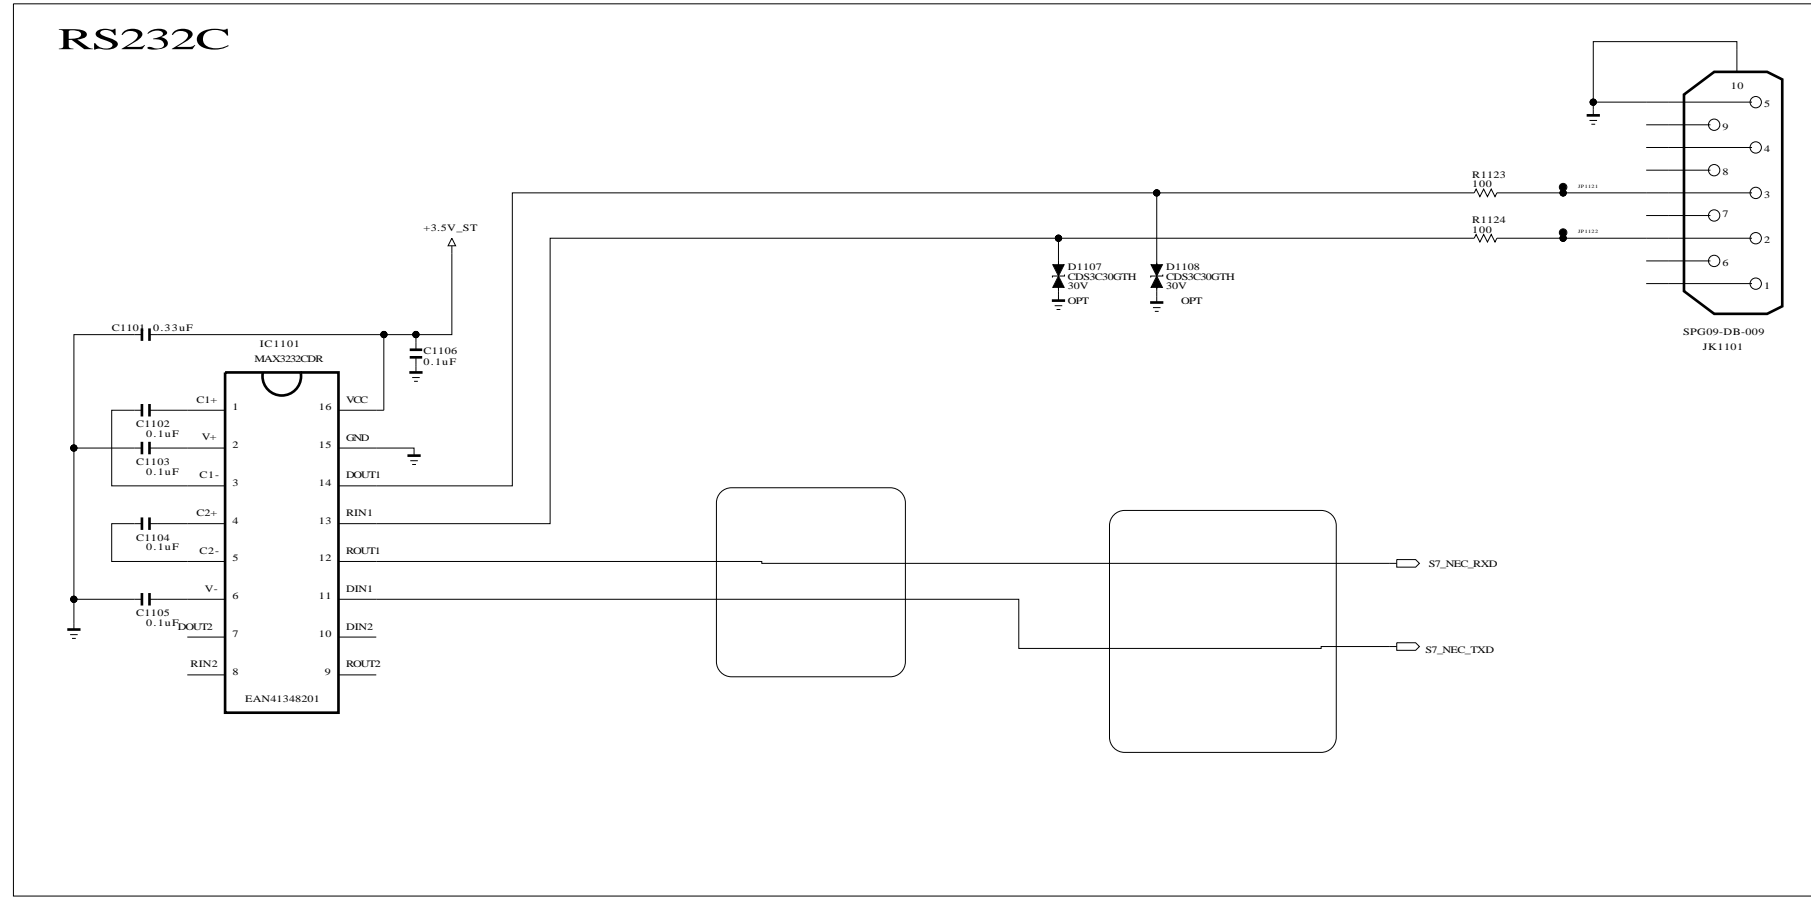 RS232C
10
5
9
4
8
3
7
2
6
1
SPG09-DB-009
JK1101
R1123
100
JP1121
R1124
100
JP1122
+3.5V_ST
D1107
CDS3C30GTH
30V
OPT
D1108
CDS3C30GTH
30V
OPT
C1101 0.33uF
C1106
0.1uF
IC1101
MAX3232CDR
C1+
1
16
VCC
C1102
0.1uF
V+
2
15
GND
C1103
0.1uF
C1-
3
14
DOUT1
C2+
4
13
RIN1
C1104
0.1uF
C2-
5
12
ROUT1
V-
6
11
DIN1
C1105
0.1uF
DOUT2
7
10
DIN2
RIN2
8
9
ROUT2
EAN41348201
S7_NEC_RXD
S7_NEC_TXD